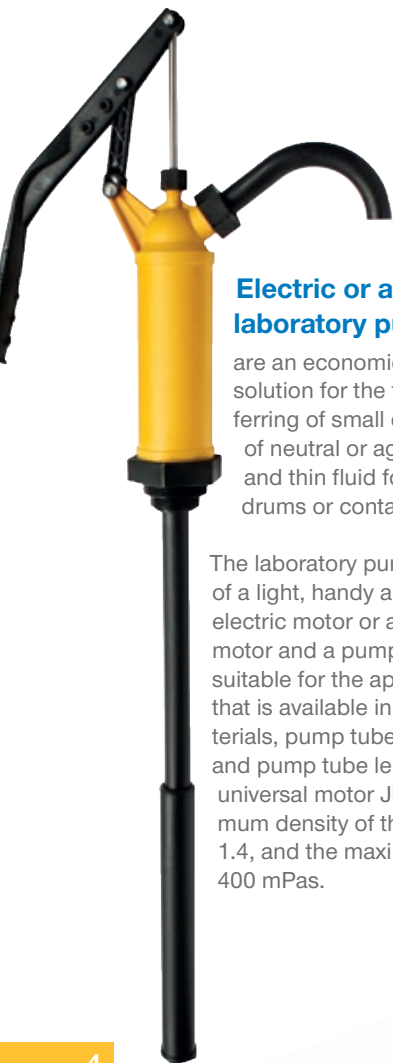 Electric or a
laboratory pu
are an economic
solution for the
ferring of small
of neutral or ag
and thin fluid fo
drums or conta
The laboratory pu
of a light, handy a
electric motor or a
motor and a pump
suitable for the ap
that is available in
terials, pump tube
and pump tube le
universal motor J
mum density of th
1.4, and the maxi
400 mPas.
4